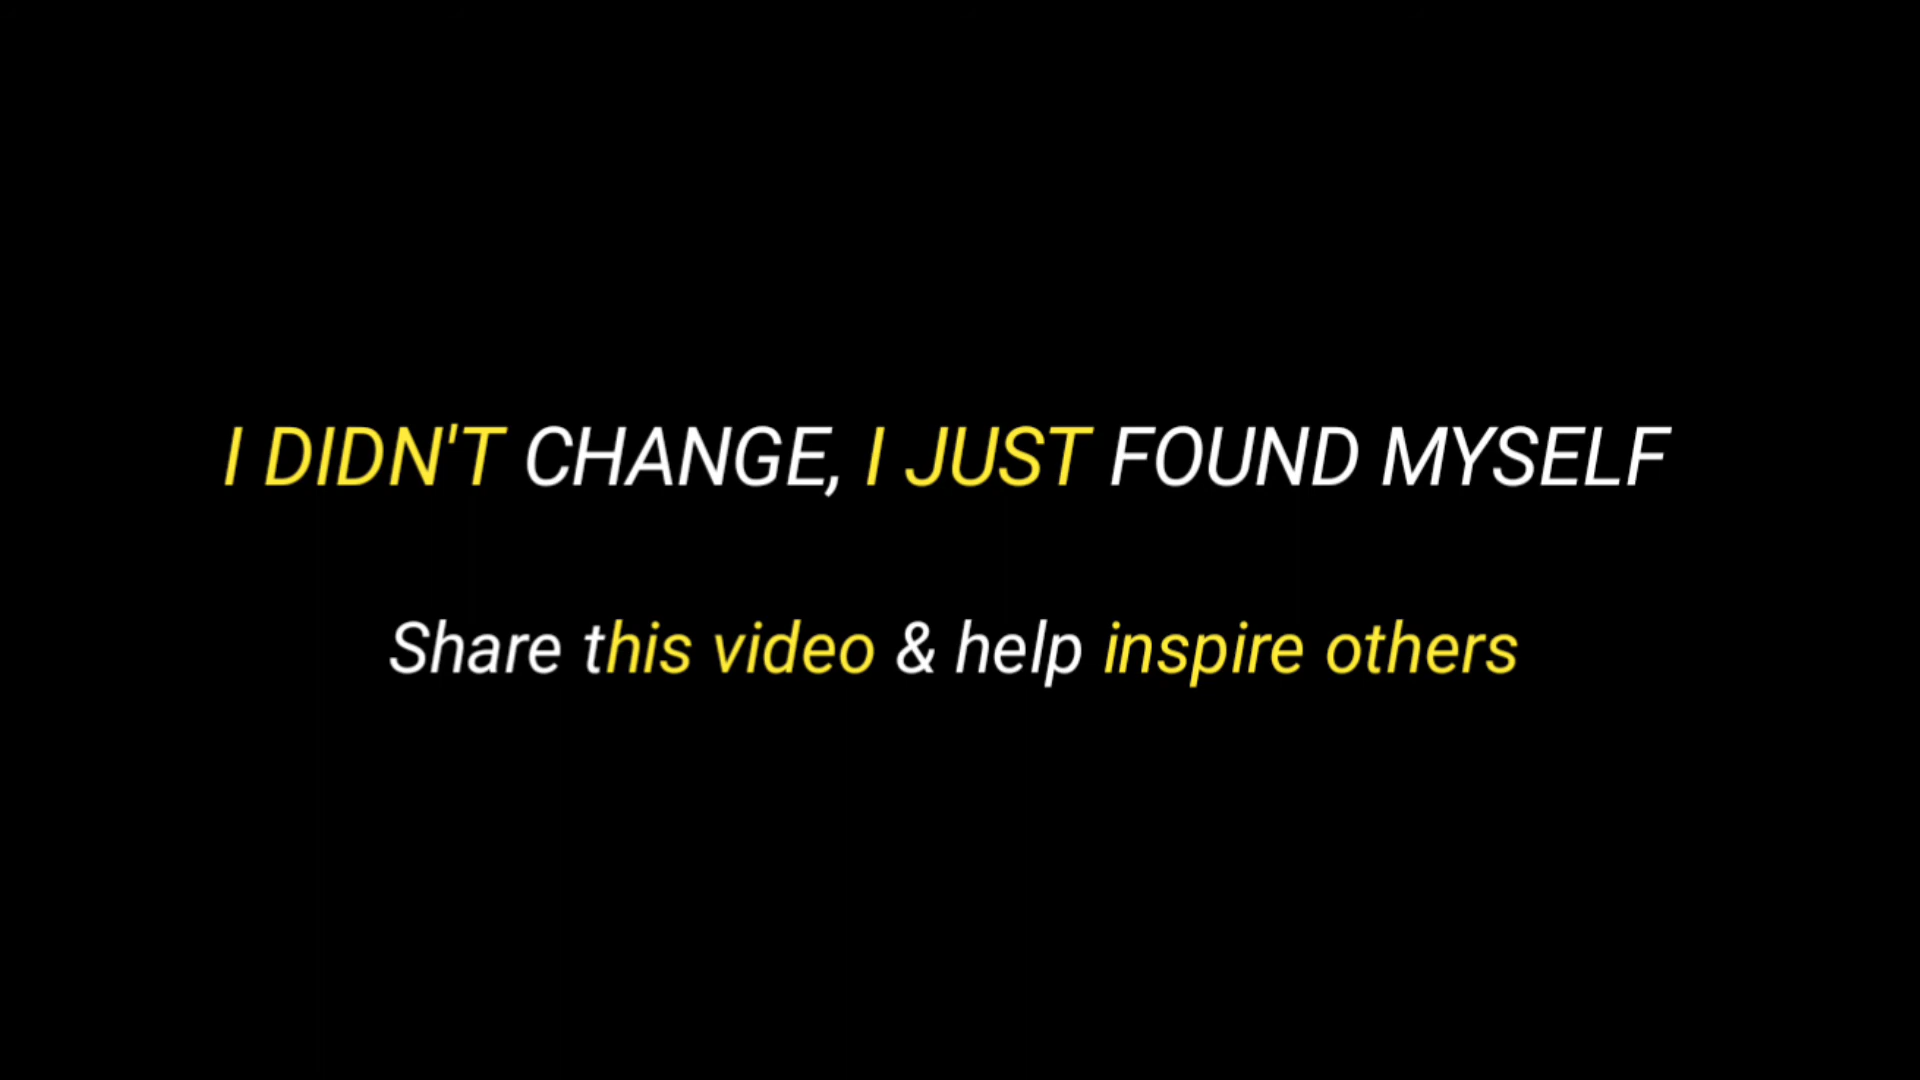 I DIDN'T CHANGE, I JUST FOUND MYSELF
Share this video & help inspire others